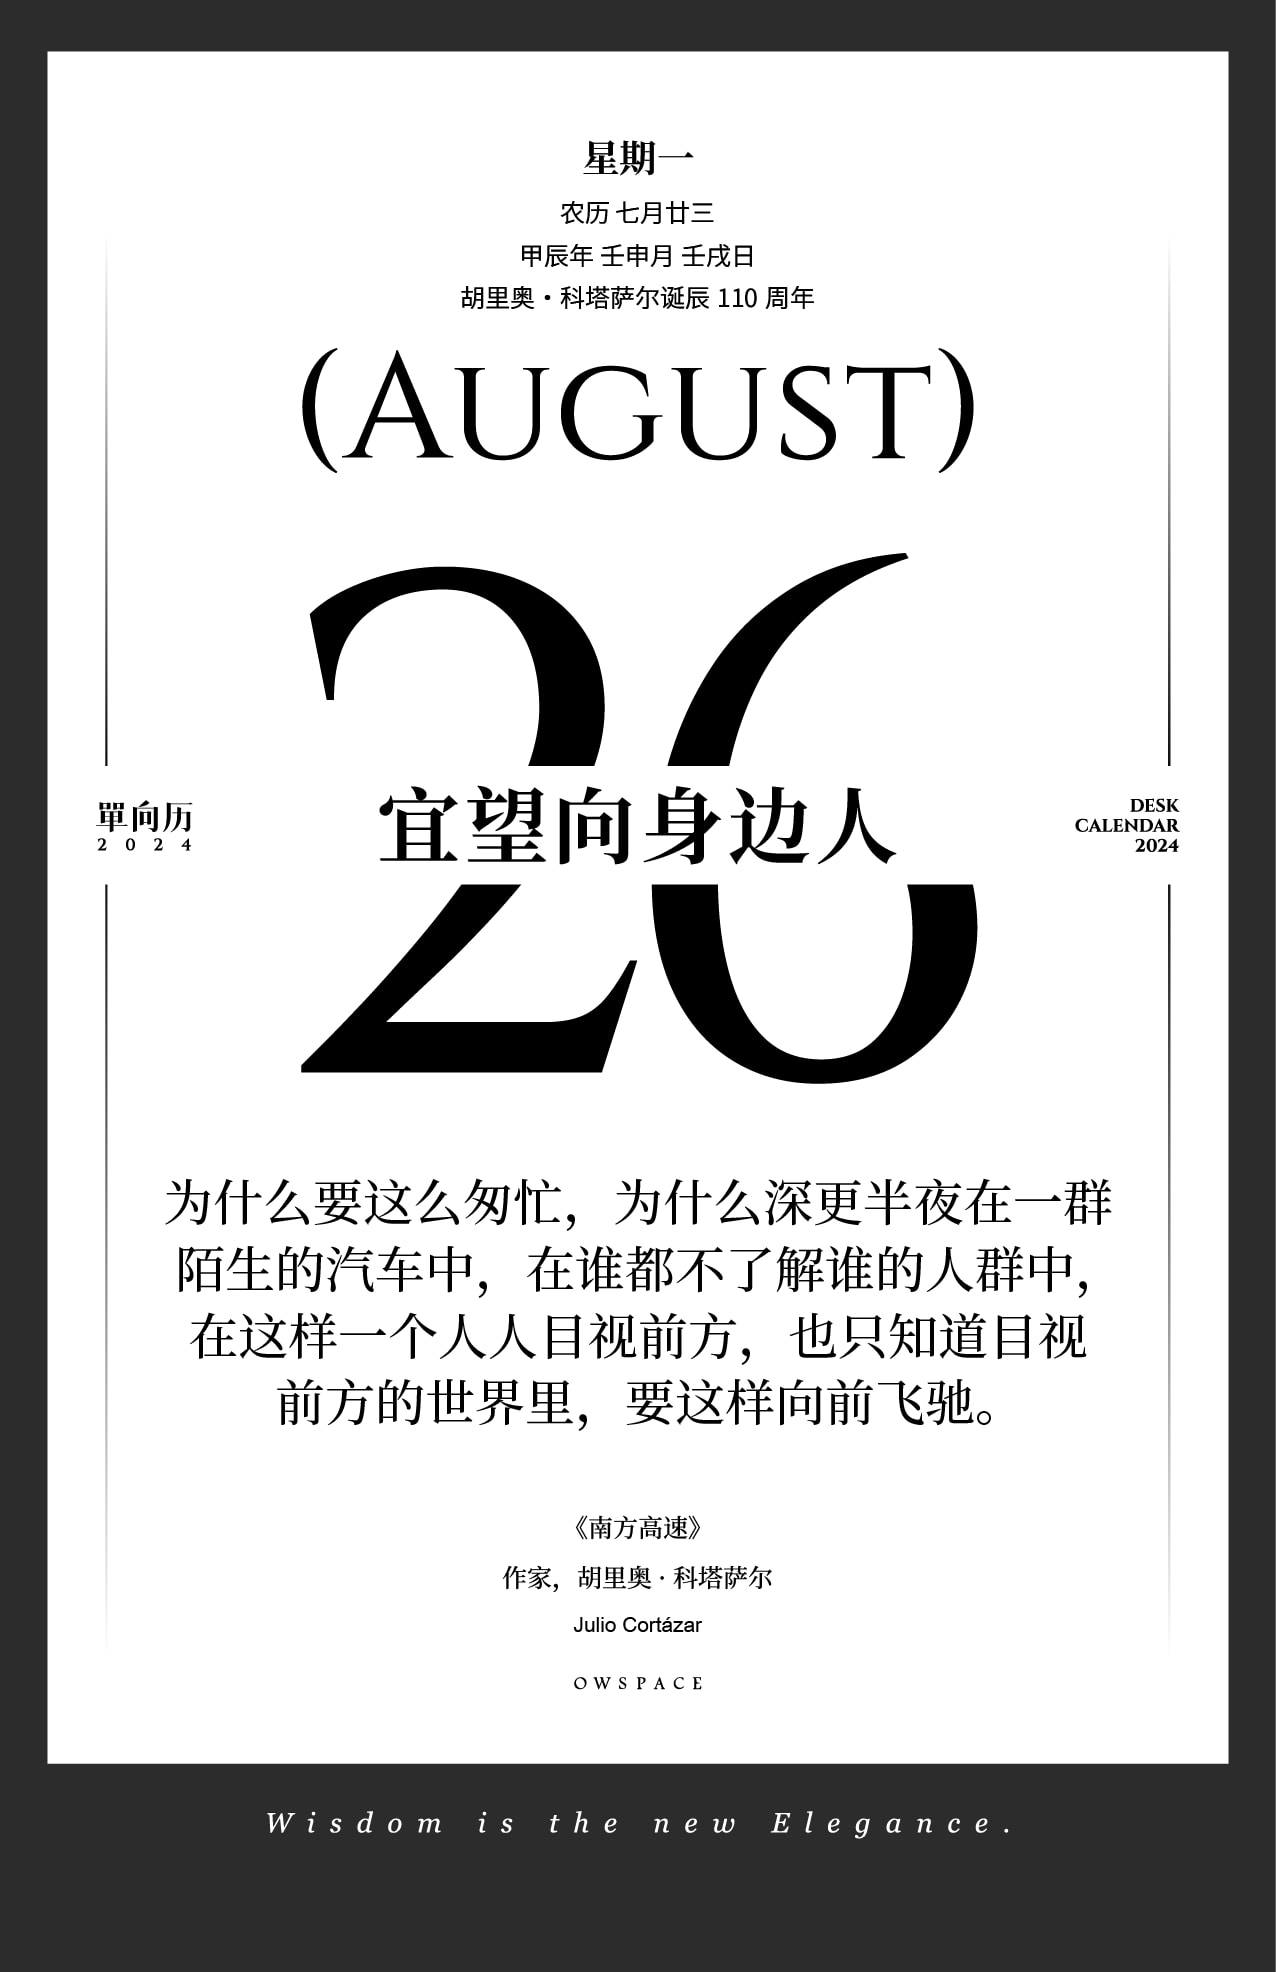 星期一
农历 七月廿三
甲辰年 壬申月 壬戌日
胡里奥·科塔萨尔诞辰 110 周年
(AUGUST)
26
單向历
2024
宜望向身边人
DESK
CALENDAR
2024
为什么要这么匆忙，为什么深更半夜在一群
陌生的汽车中，在谁都不了解谁的人群中，
在这样一个人人目视前方，也只知道目视
前方的世界里，要这样向前飞驰。
《南方高速》
作家，胡里奥·科塔萨尔
Julio Cortázar
OWSPACE
Wisdom is the new Elegance.